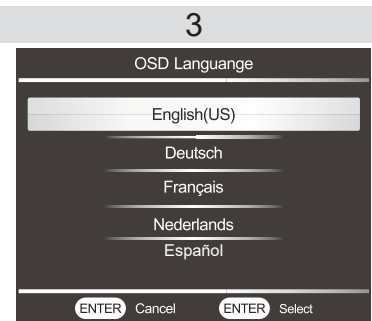 3
OSD Languange
English(US)
Deutsch
Français
Nederlands
Español
ENTER Cancel ENTER Select